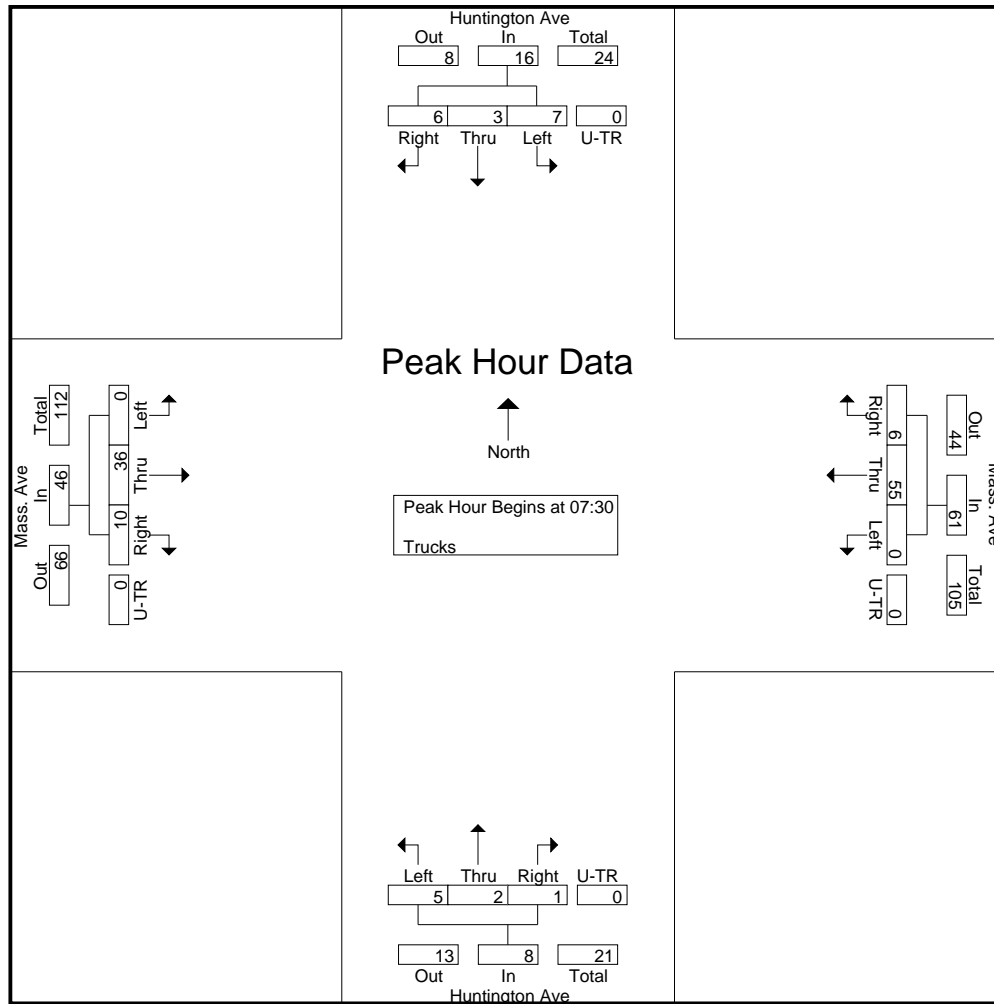 Huntington Ave
Out In Total
8 16 24
6 3 7 0
Right Thru Left U-TR
Peak Hour Data
North
Peak Hour Begins at 07:30
Trucks
Mass. Ave
Total In Out
112 46 66
0 36 10 0
Left Thru Right U-TR
Right Thru Left U-TR
6 55 0 0
Out In Total
44 61 105
Mass. Ave
Left Thru Right U-TR
5 2 1 0
13 8 21
Out In Total
Huntington Ave